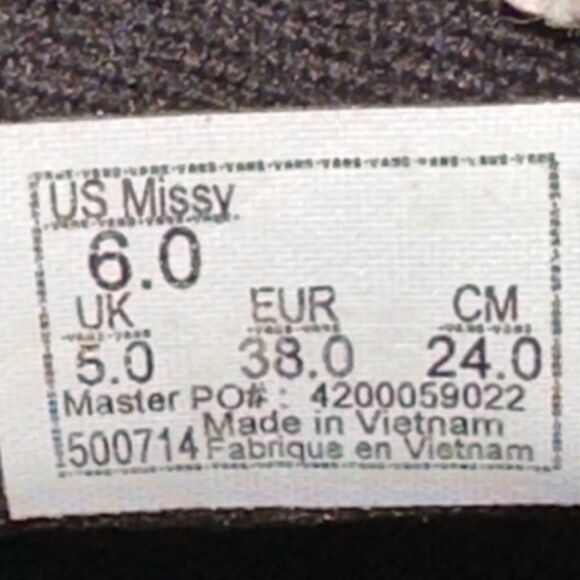 US Missy
6.0
UK EUR CM
5.0 38.0 24.0
Master PO#: 4200059022
Made in Vietnam
500714 Fabrique en Vietnam